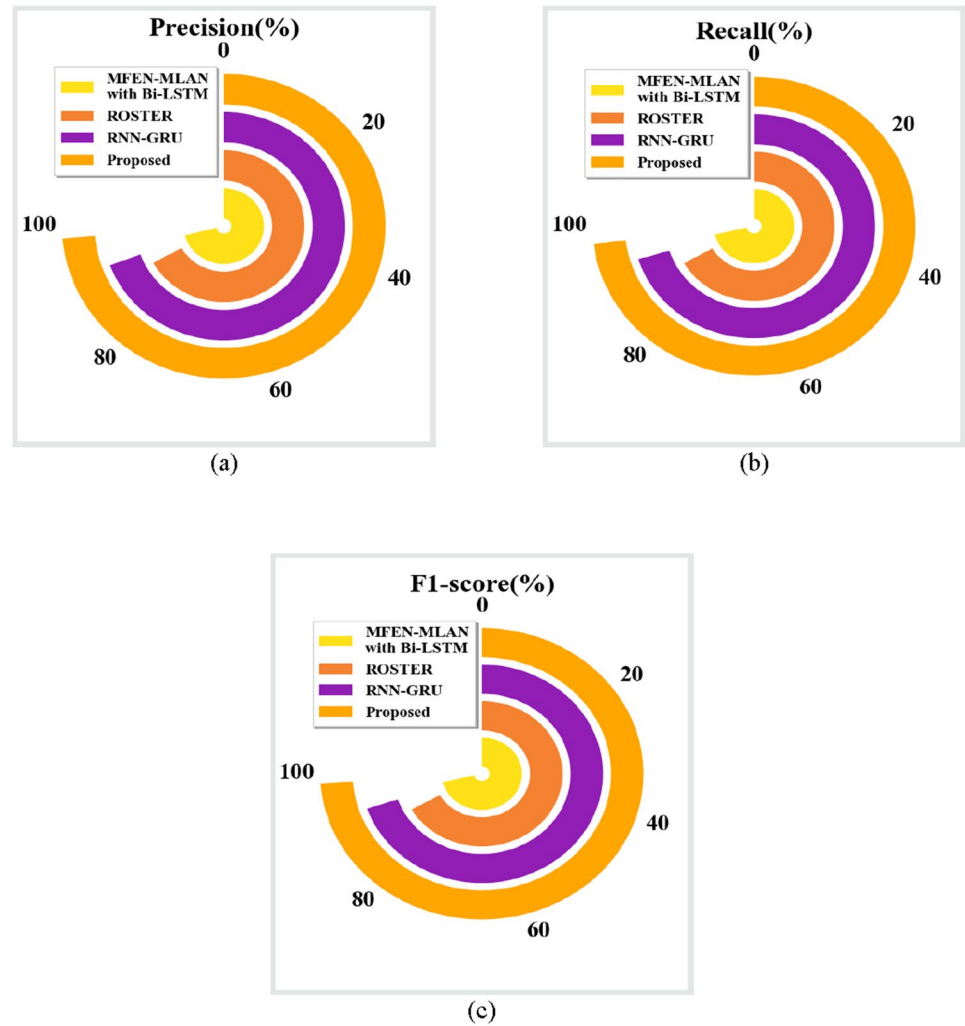 Precision(%)
0
MFEN-MLAN
with Bi-LSTM
ROSTER
RNN-GRU
Proposed
20
100
40
80
60
(a)
Recall(%)
0
MFEN-MLAN
with Bi-LSTM
ROSTER
RNN-GRU
Proposed
20
100
40
80
60
(b)
F1-score(%)
0
MFEN-MLAN
with Bi-LSTM
ROSTER
RNN-GRU
Proposed
20
100
40
80
60
(c)